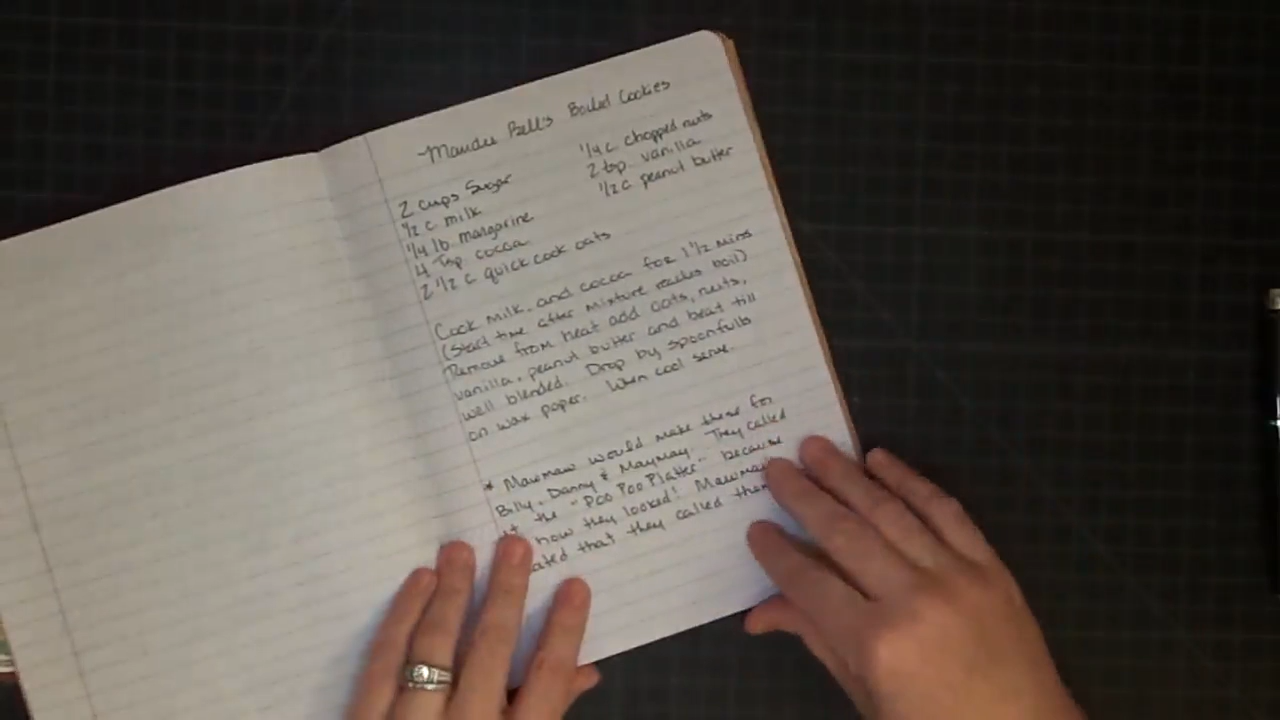 Maudie Bell's Boiled Cookies
2 cups Sugar
1/2 c milk
1/4 lb. margarine
4 Tsp cocoa
2 1/2 c quick cook oats
1/4 c chopped nuts
2 tsp. vanilla
1/2 c peanut butter
Cook milk, and cocoa for 1 1/2 mins
(Start time after mixture reaches boil)
Remove from heat add oats, nuts,
vanilla, peanut butter and beat till
well blended. Drop by spoonfulls
on wax paper. When cool serve.
* Mawmaw would make these for
Billy, Danny & MayMay. They called
it the "Poo Poo Platter" because
how they looked! Mawmaw
that they called them